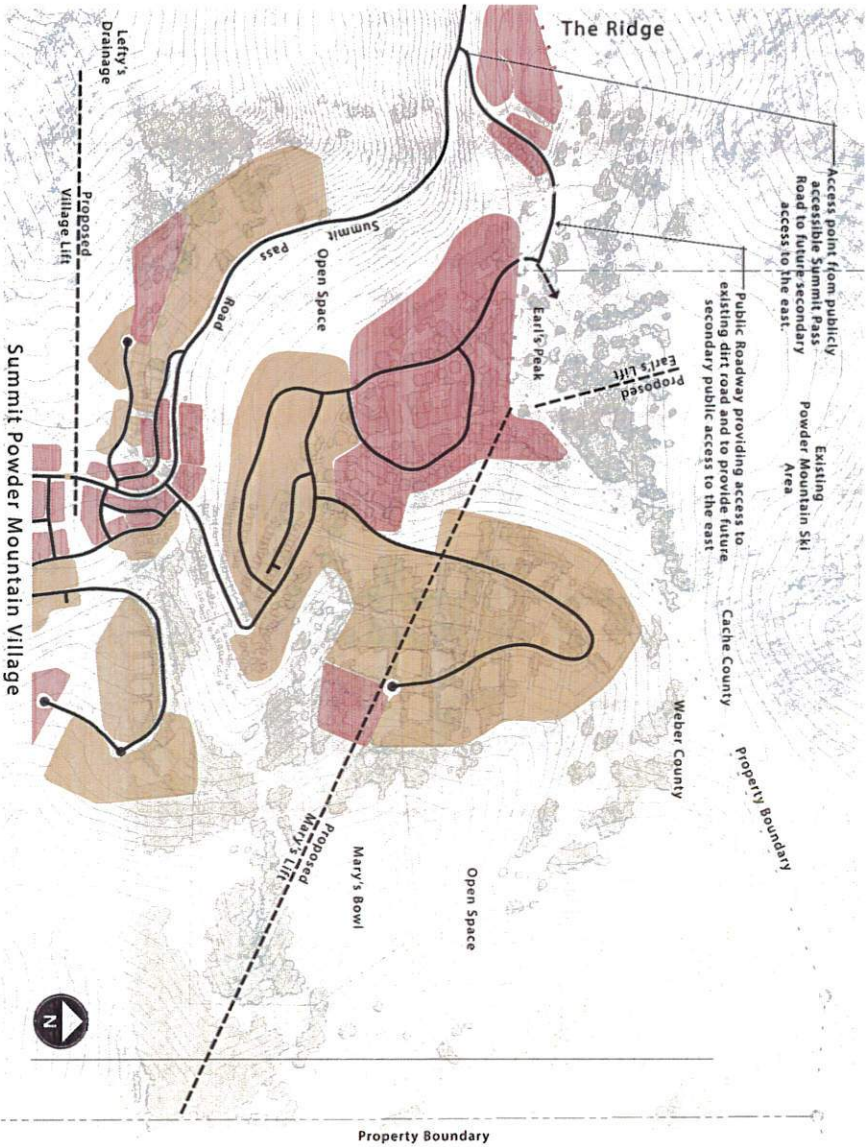 The Ridge
Lefty's
Drainage
Access point from publicly
accessible Summit Pass
Road to future secondary
access to the east.
Public Roadway providing access to
existing dirt road and to provide future
secondary public access to the east
Existing
Powder Mountain Ski
Area
Proposed
Village Lift
Summit
Pass
Road
Open Space
Earl's Peak
Proposed
Earl's Lift
Cache County
Weber County
Property Boundary
Proposed
Mary's Lift
Mary's Bowl
Open Space
Summit Powder Mountain Village
N
Property Boundary